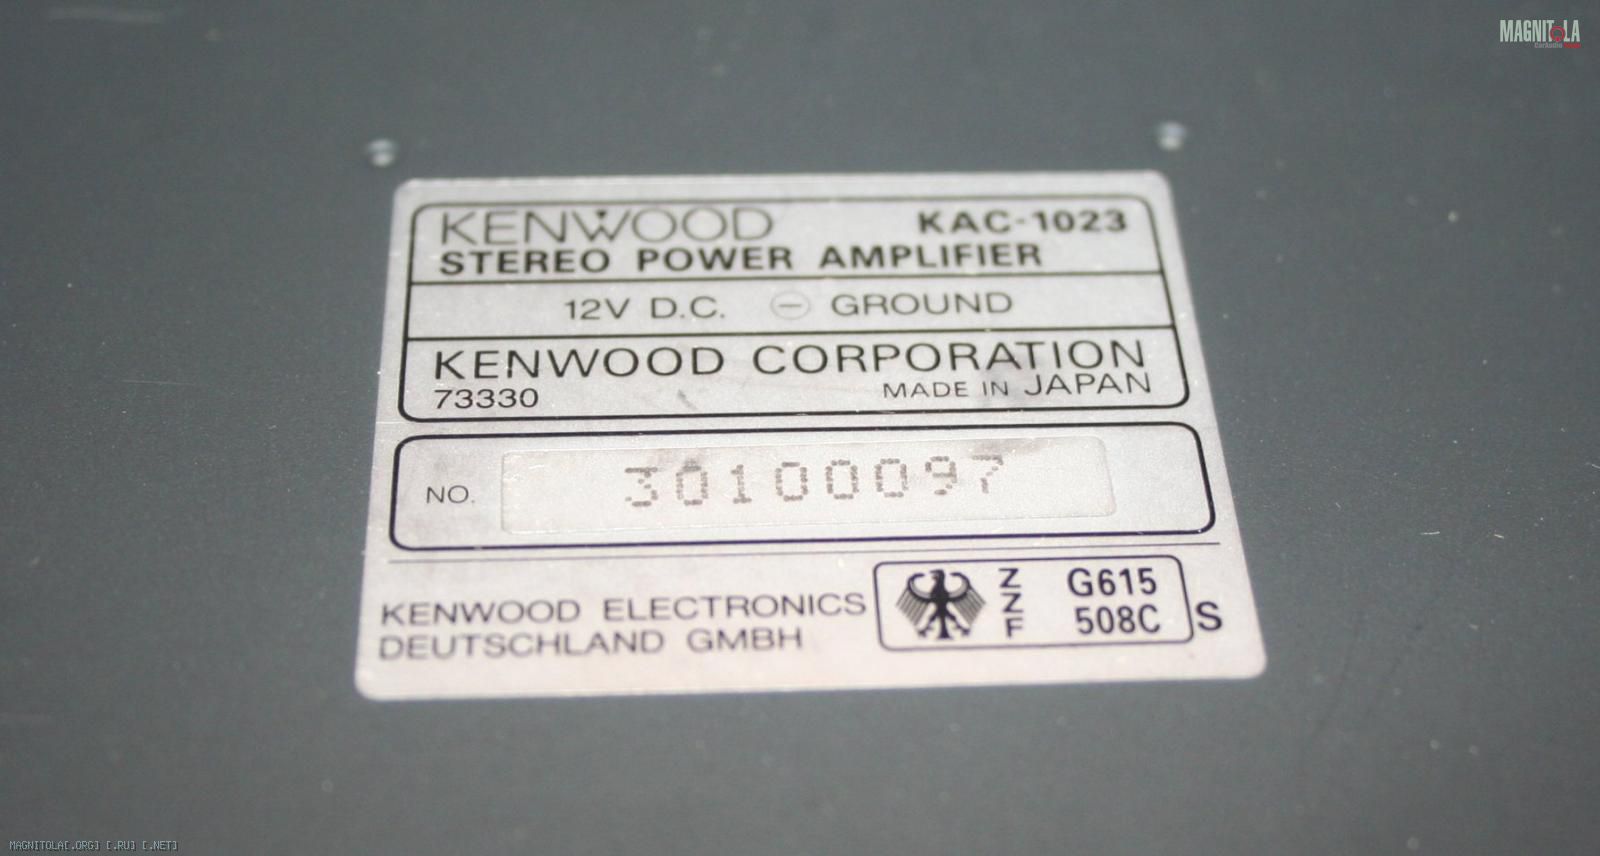 MAGNITOLA
KENWOOD KAC-1023
STEREO POWER AMPLIFIER
12V D.C. ⊖ GROUND
KENWOOD CORPORATION
73330 MADE IN JAPAN
NO. 30100097
KENWOOD ELECTRONICS
DEUTSCHLAND GMBH
ZZF
G615
508C
S
MAGNITOLA[.ORG] [.RU] [.NET]